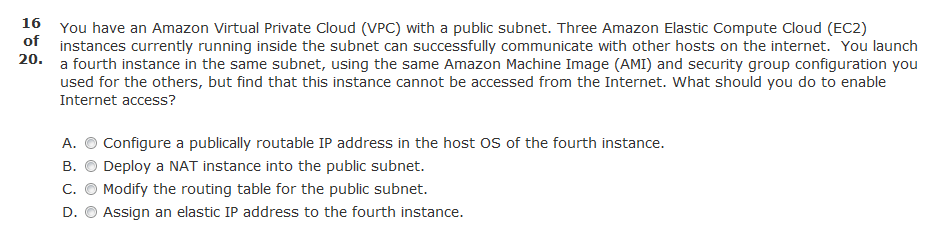 16
of
20.
You have an Amazon Virtual Private Cloud (VPC) with a public subnet. Three Amazon Elastic Compute Cloud (EC2)
instances currently running inside the subnet can successfully communicate with other hosts on the internet.  You launch
a fourth instance in the same subnet, using the same Amazon Machine Image (AMI) and security group configuration you
used for the others, but find that this instance cannot be accessed from the Internet. What should you do to enable
Internet access?
A. Configure a publically routable IP address in the host OS of the fourth instance.
B. Deploy a NAT instance into the public subnet.
C. Modify the routing table for the public subnet.
D. Assign an elastic IP address to the fourth instance.